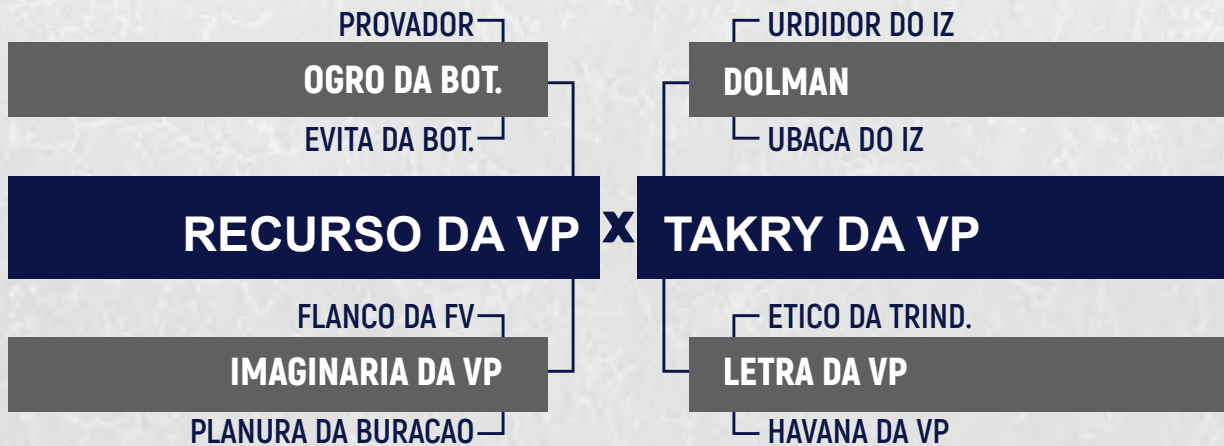 PROVADOR
URDIDOR DO IZ
OGRO DA BOT.
DOLMAN
EVITA DA BOT.
UBACA DO IZ
RECURSO DA VP X TAKRY DA VP
FLANCO DA FV
ETICO DA TRIND.
IMAGINARIA DA VP
LETRA DA VP
PLANURA DA BURACAO
HAVANA DA VP